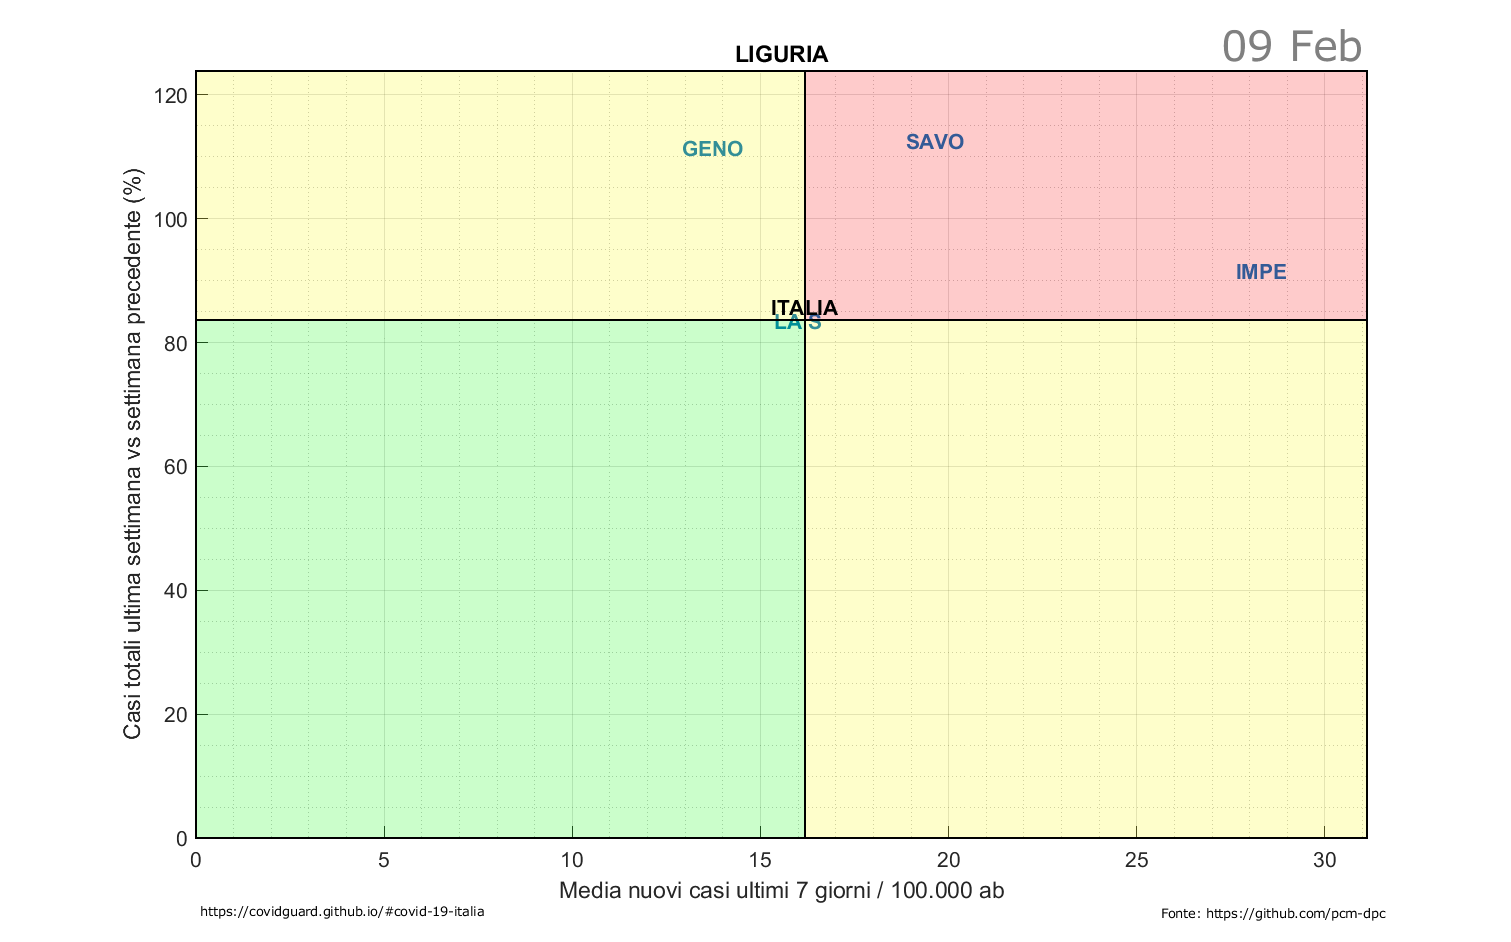 LIGURIA
09 Feb
120
100
80
60
40
20
0
Casi totali ultima settimana vs settimana precedente (%)
GENO
SAVO
IMPE
ITALIA
LA S
0 5 10 15 20 25 30
Media nuovi casi ultimi 7 giorni / 100.000 ab
https://covidguard.github.io/#covid-19-italia
Fonte: https://github.com/pcm-dpc